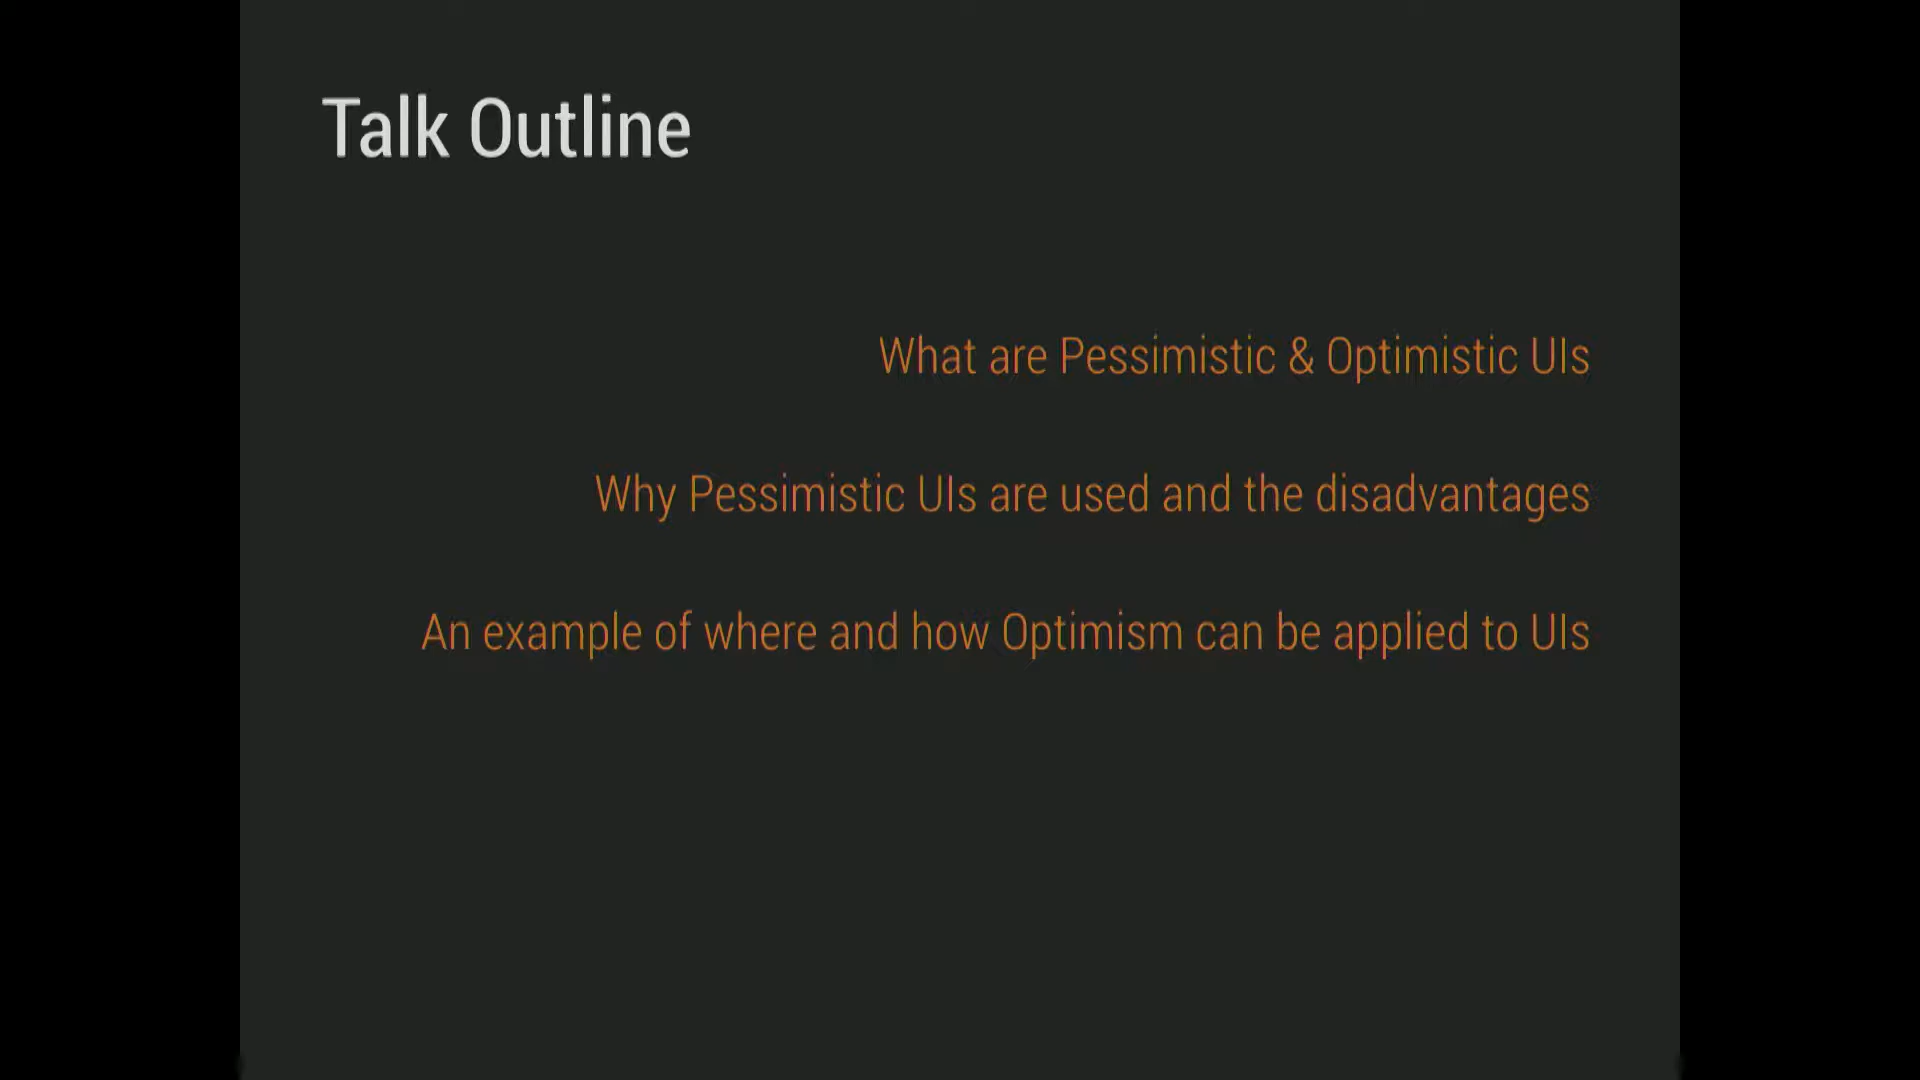 Talk Outline
What are Pessimistic & Optimistic UIs
Why Pessimistic UIs are used and the disadvantages
An example of where and how Optimism can be applied to UIs